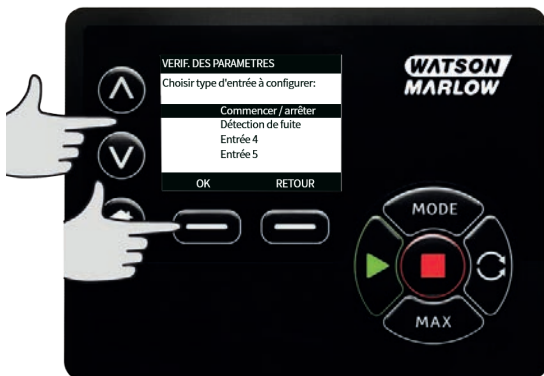 VERIF. DES PARAMETRES
Choisir type d'entrée à configurer:
Commencer / arrêter
Détection de fuite
Entrée 4
Entrée 5
OK RETOUR
WATSON
MARLOW
MODE
MAX